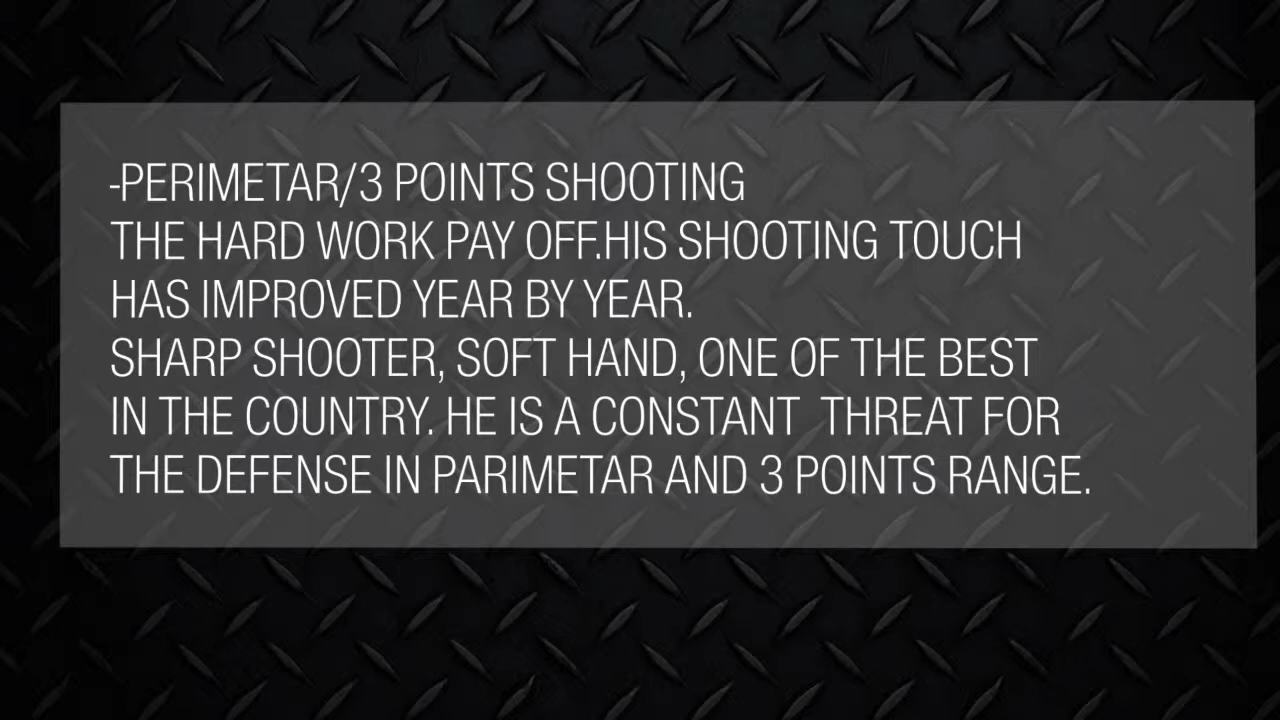 -PERIMETAR/3 POINTS SHOOTING
THE HARD WORK PAY OFF.HIS SHOOTING TOUCH
HAS IMPROVED YEAR BY YEAR.
SHARP SHOOTER, SOFT HAND, ONE OF THE BEST
IN THE COUNTRY. HE IS A CONSTANT  THREAT FOR
THE DEFENSE IN PARIMETAR AND 3 POINTS RANGE.